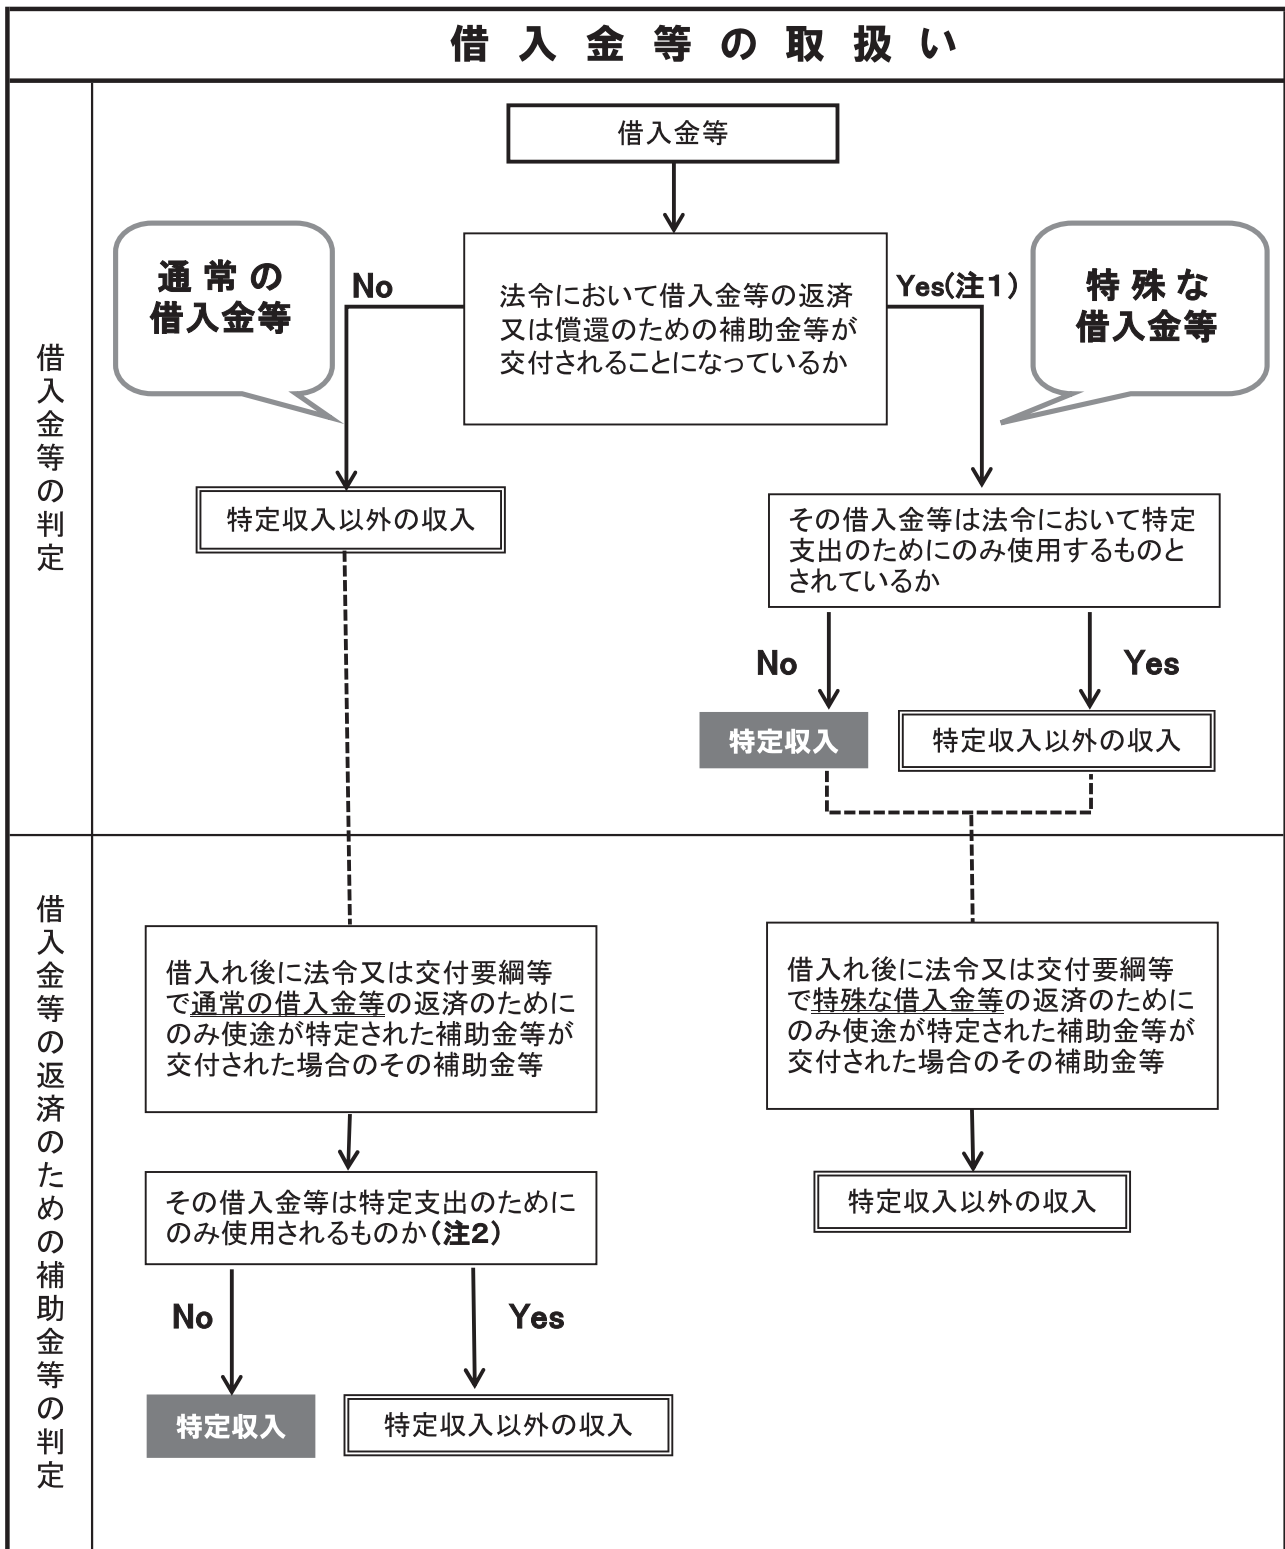 借入金等の取扱い
借入金等の判定
借入金等
通常の
借入金等
No
法令において借入金等の返済
又は償還のための補助金等が
交付されることになっているか
Yes(注1)
特殊な
借入金等
特定収入以外の収入
その借入金等は法令において特定
支出のためにのみ使用するものと
されているか
No
Yes
特定収入
特定収入以外の収入
借入金等の返済のための補助金等の判定
借入れ後に法令又は交付要綱等
で通常の借入金等の返済のために
のみ使途が特定された補助金等が
交付された場合のその補助金等
借入れ後に法令又は交付要綱等
で特殊な借入金等の返済のために
のみ使途が特定された補助金等が
交付された場合のその補助金等
その借入金等は特定支出のために
のみ使用されるものか(注2)
特定収入以外の収入
No
Yes
特定収入
特定収入以外の収入